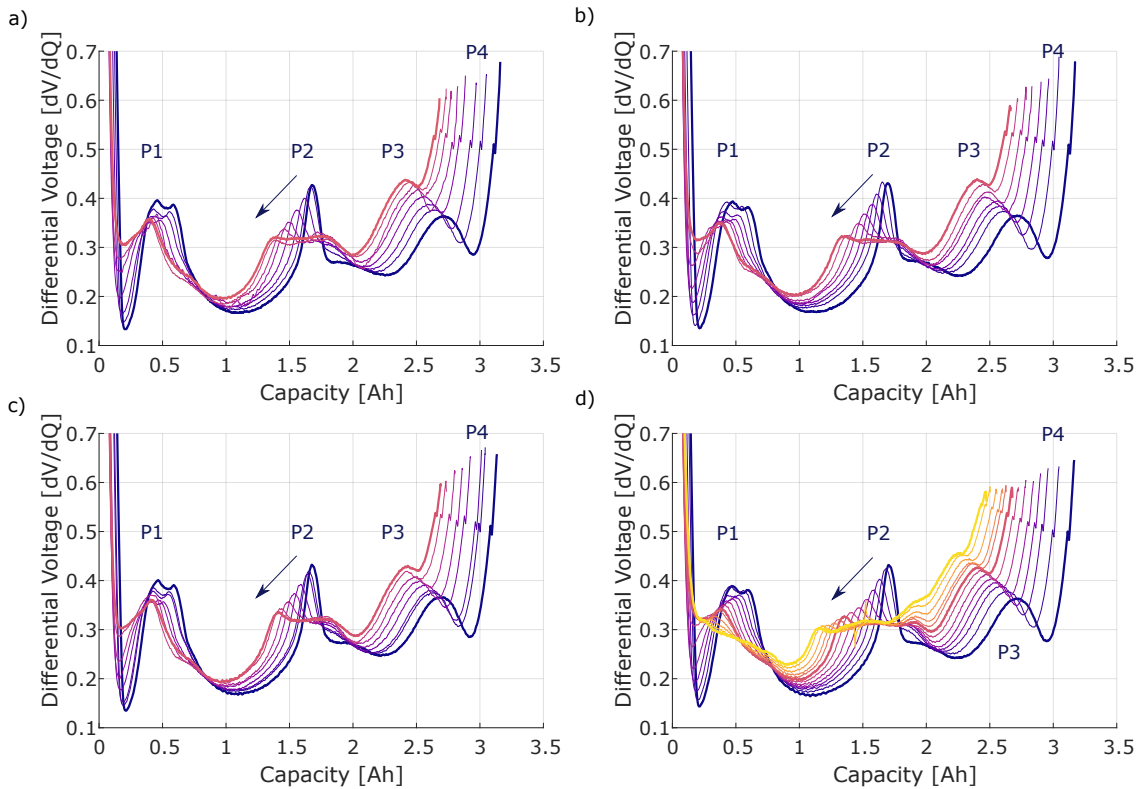 a)
Differential Voltage [dV/dQ]
0.7
0.6
0.5
0.4
0.3
0.2
0.1
P1
P2
P3
P4
0 0.5 1 1.5 2 2.5 3 3.5
Capacity [Ah]
b)
Differential Voltage [dV/dQ]
0.7
0.6
0.5
0.4
0.3
0.2
0.1
P1
P2
P3
P4
0 0.5 1 1.5 2 2.5 3 3.5
Capacity [Ah]
c)
Differential Voltage [dV/dQ]
0.7
0.6
0.5
0.4
0.3
0.2
0.1
P1
P2
P3
P4
0 0.5 1 1.5 2 2.5 3 3.5
Capacity [Ah]
d)
Differential Voltage [dV/dQ]
0.7
0.6
0.5
0.4
0.3
0.2
0.1
P1
P2
P3
P4
0 0.5 1 1.5 2 2.5 3 3.5
Capacity [Ah]